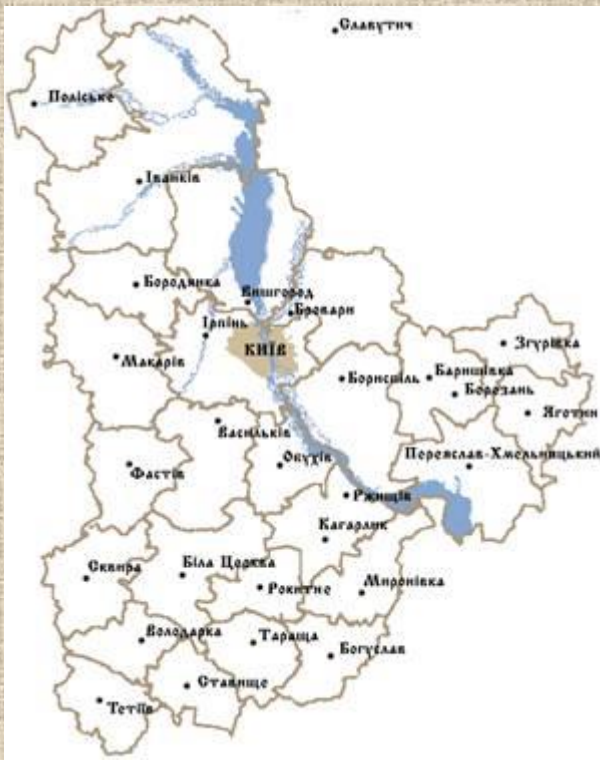 Славутич
Поліське
Іванків
Бородянка
Вишгород
Бровари
Ірпінь
КИЇВ
Згурівка
Макарів
Бориспіль
Баришівка
Борозань
Яготин
Васильків
Переяслав-Хмельницький
Обухів
Фастів
Ржищів
Кагарлик
Сквира
Біла Церква
Рокитне
Миронівка
Володарка
Тараща
Богуслав
Ставище
Тетіїв